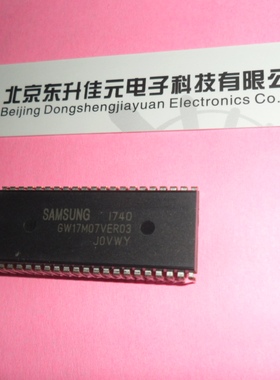 北京东升佳元电子科技有限公
Beijing Dongshengjiayuan Electronics Co.
SAMSUNG 1740
GW17M07VER03
J0VWY